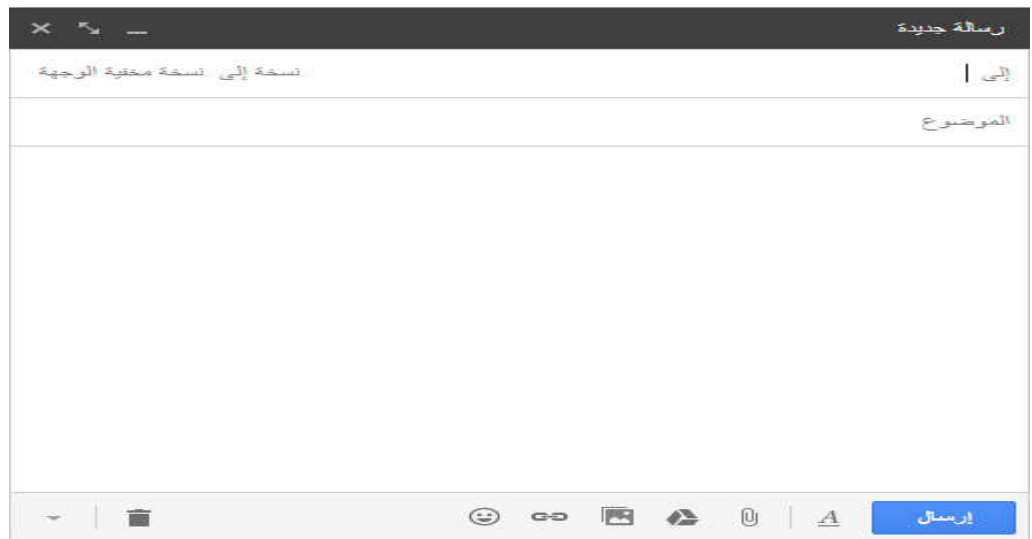 رسالة جديدة
إلى نسخة إلى نسخة مخفية الوجهة
الموضوع
إرسال